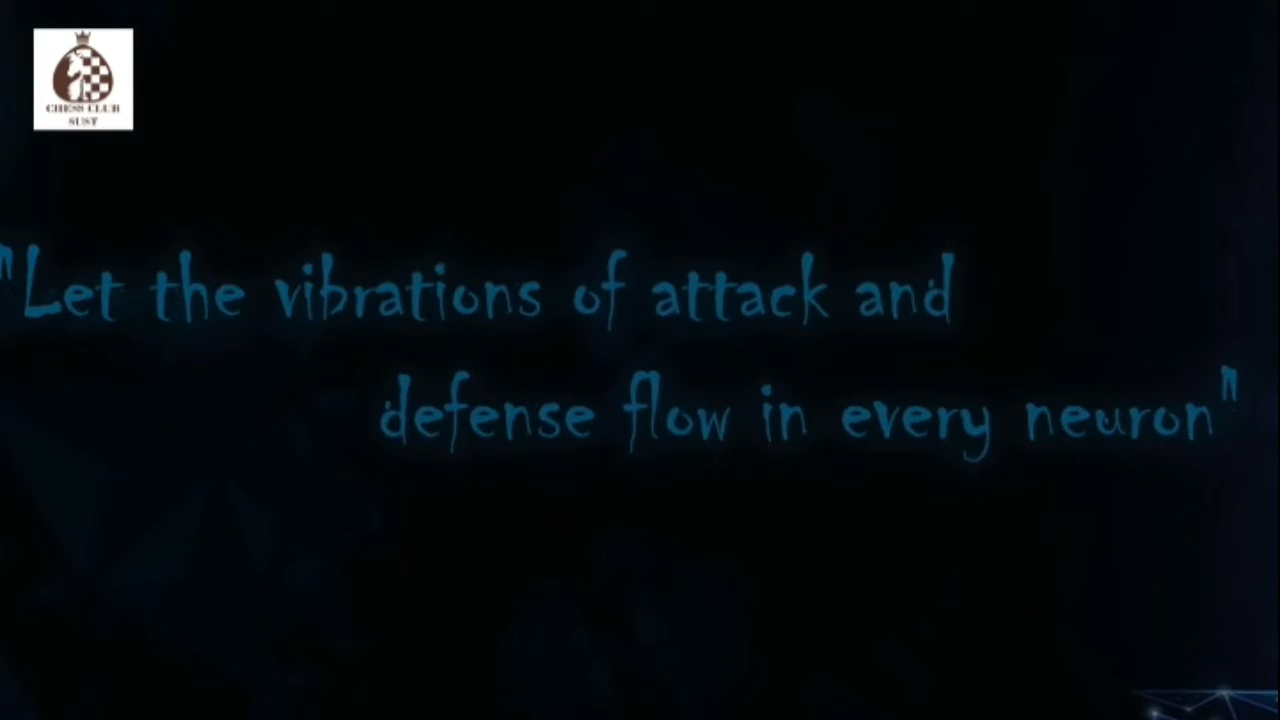 CHESS CLUB
SUST
"Let the vibrations of attack and
defense flow in every neuron"